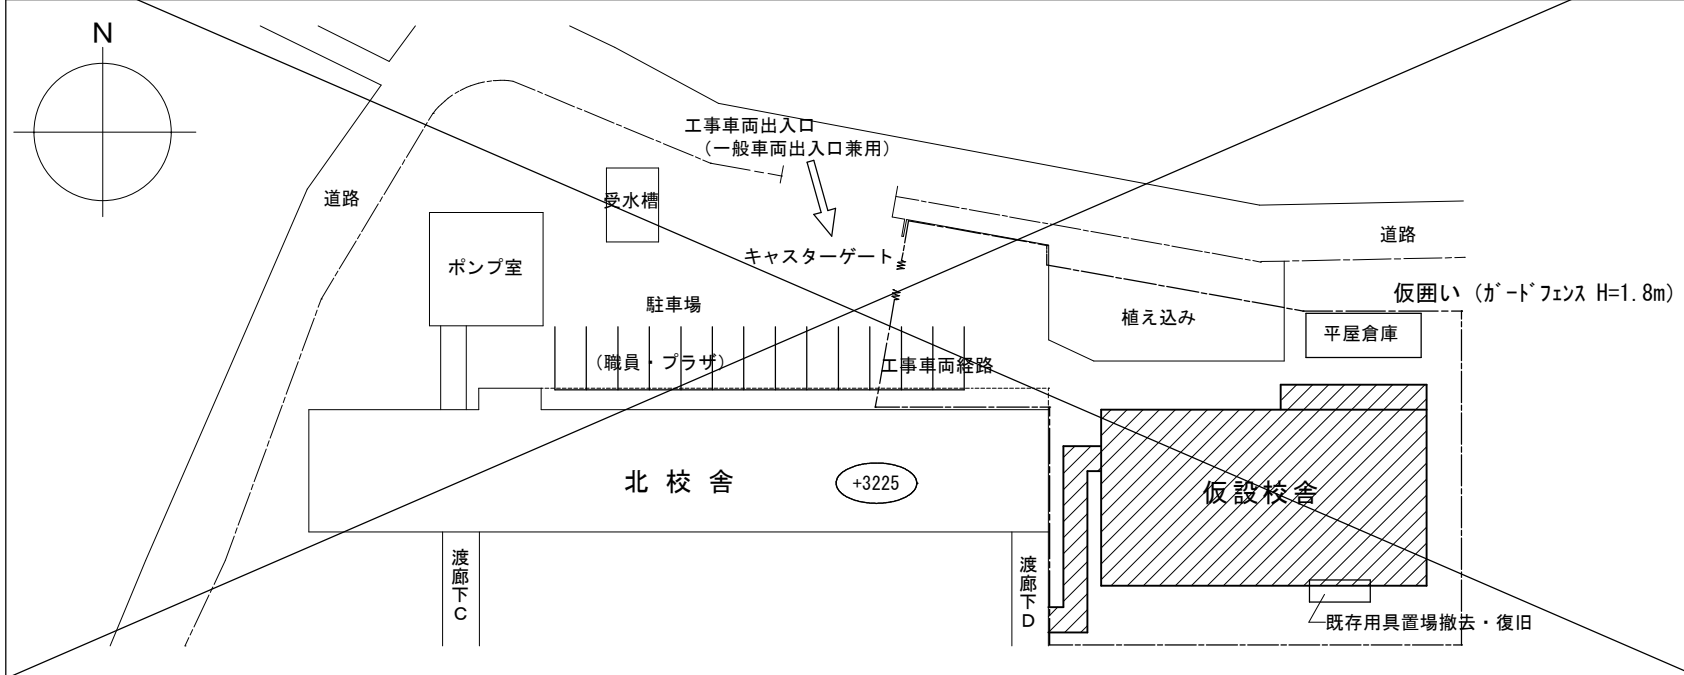 N
工事車両出入口
（一般車両出入口兼用）
道路
受水槽
道路
キャスターゲート
ポンプ室
仮囲い（ｶﾞｰﾄﾞﾌｪﾝｽ H=1.8m）
駐車場
植え込み
平屋倉庫
（職員・プラザ）
工事車両経路
北校舎
+3225
仮設校舎
渡廊下C
渡廊下D
既存用具置場撤去・復旧